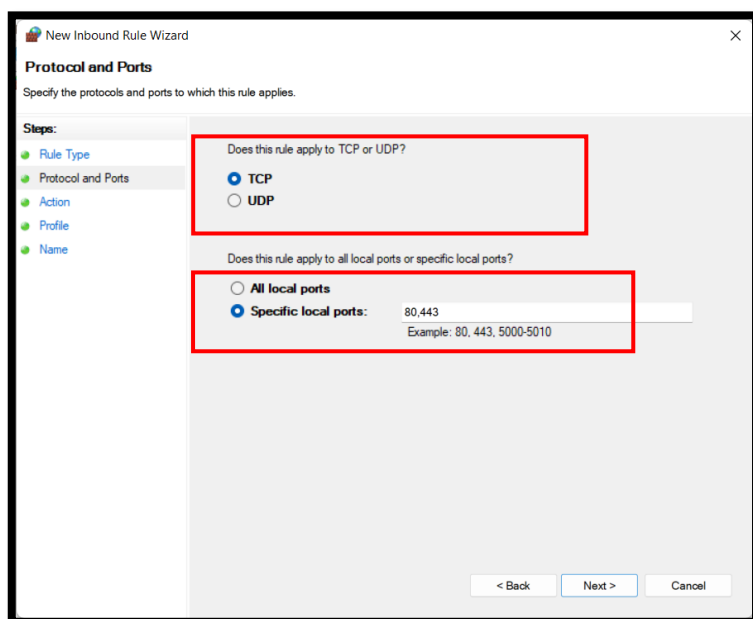 New Inbound Rule Wizard
Protocol and Ports
Specify the protocols and ports to which this rule applies.
Steps:
Rule Type
Protocol and Ports
Action
Profile
Name
Does this rule apply to TCP or UDP?
TCP
UDP
Does this rule apply to all local ports or specific local ports?
All local ports
Specific local ports: 80,443
Example: 80, 443, 5000-5010
< Back Next > Cancel